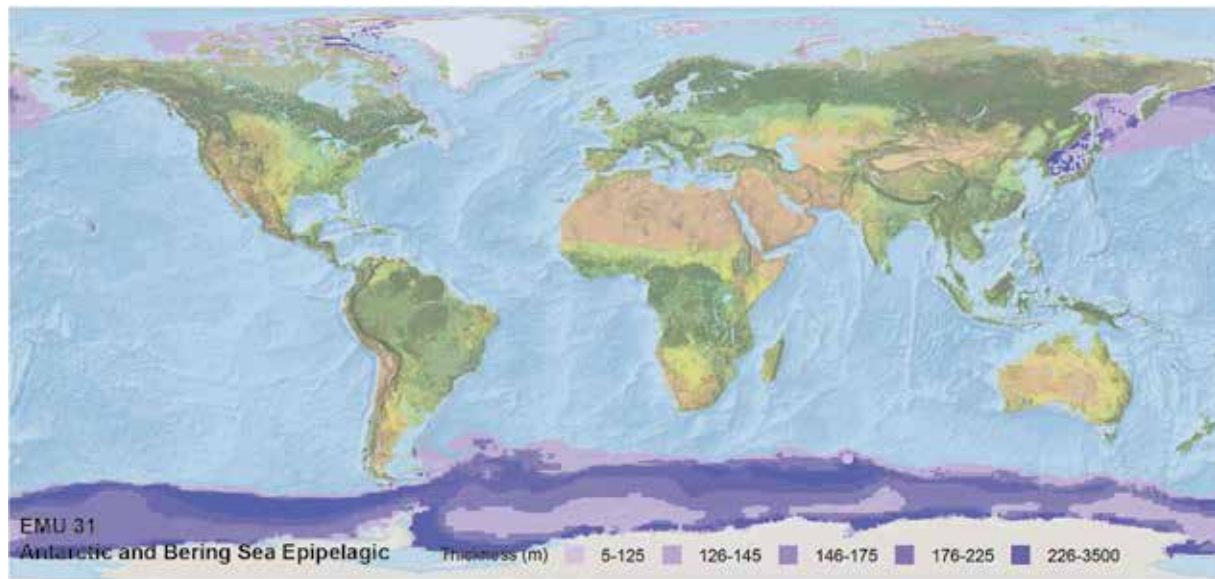 EMU 31
Antarctic and Bering Sea Epipelagic
Thickness (m) 5-125 126-145 146-175 176-225 226-3500